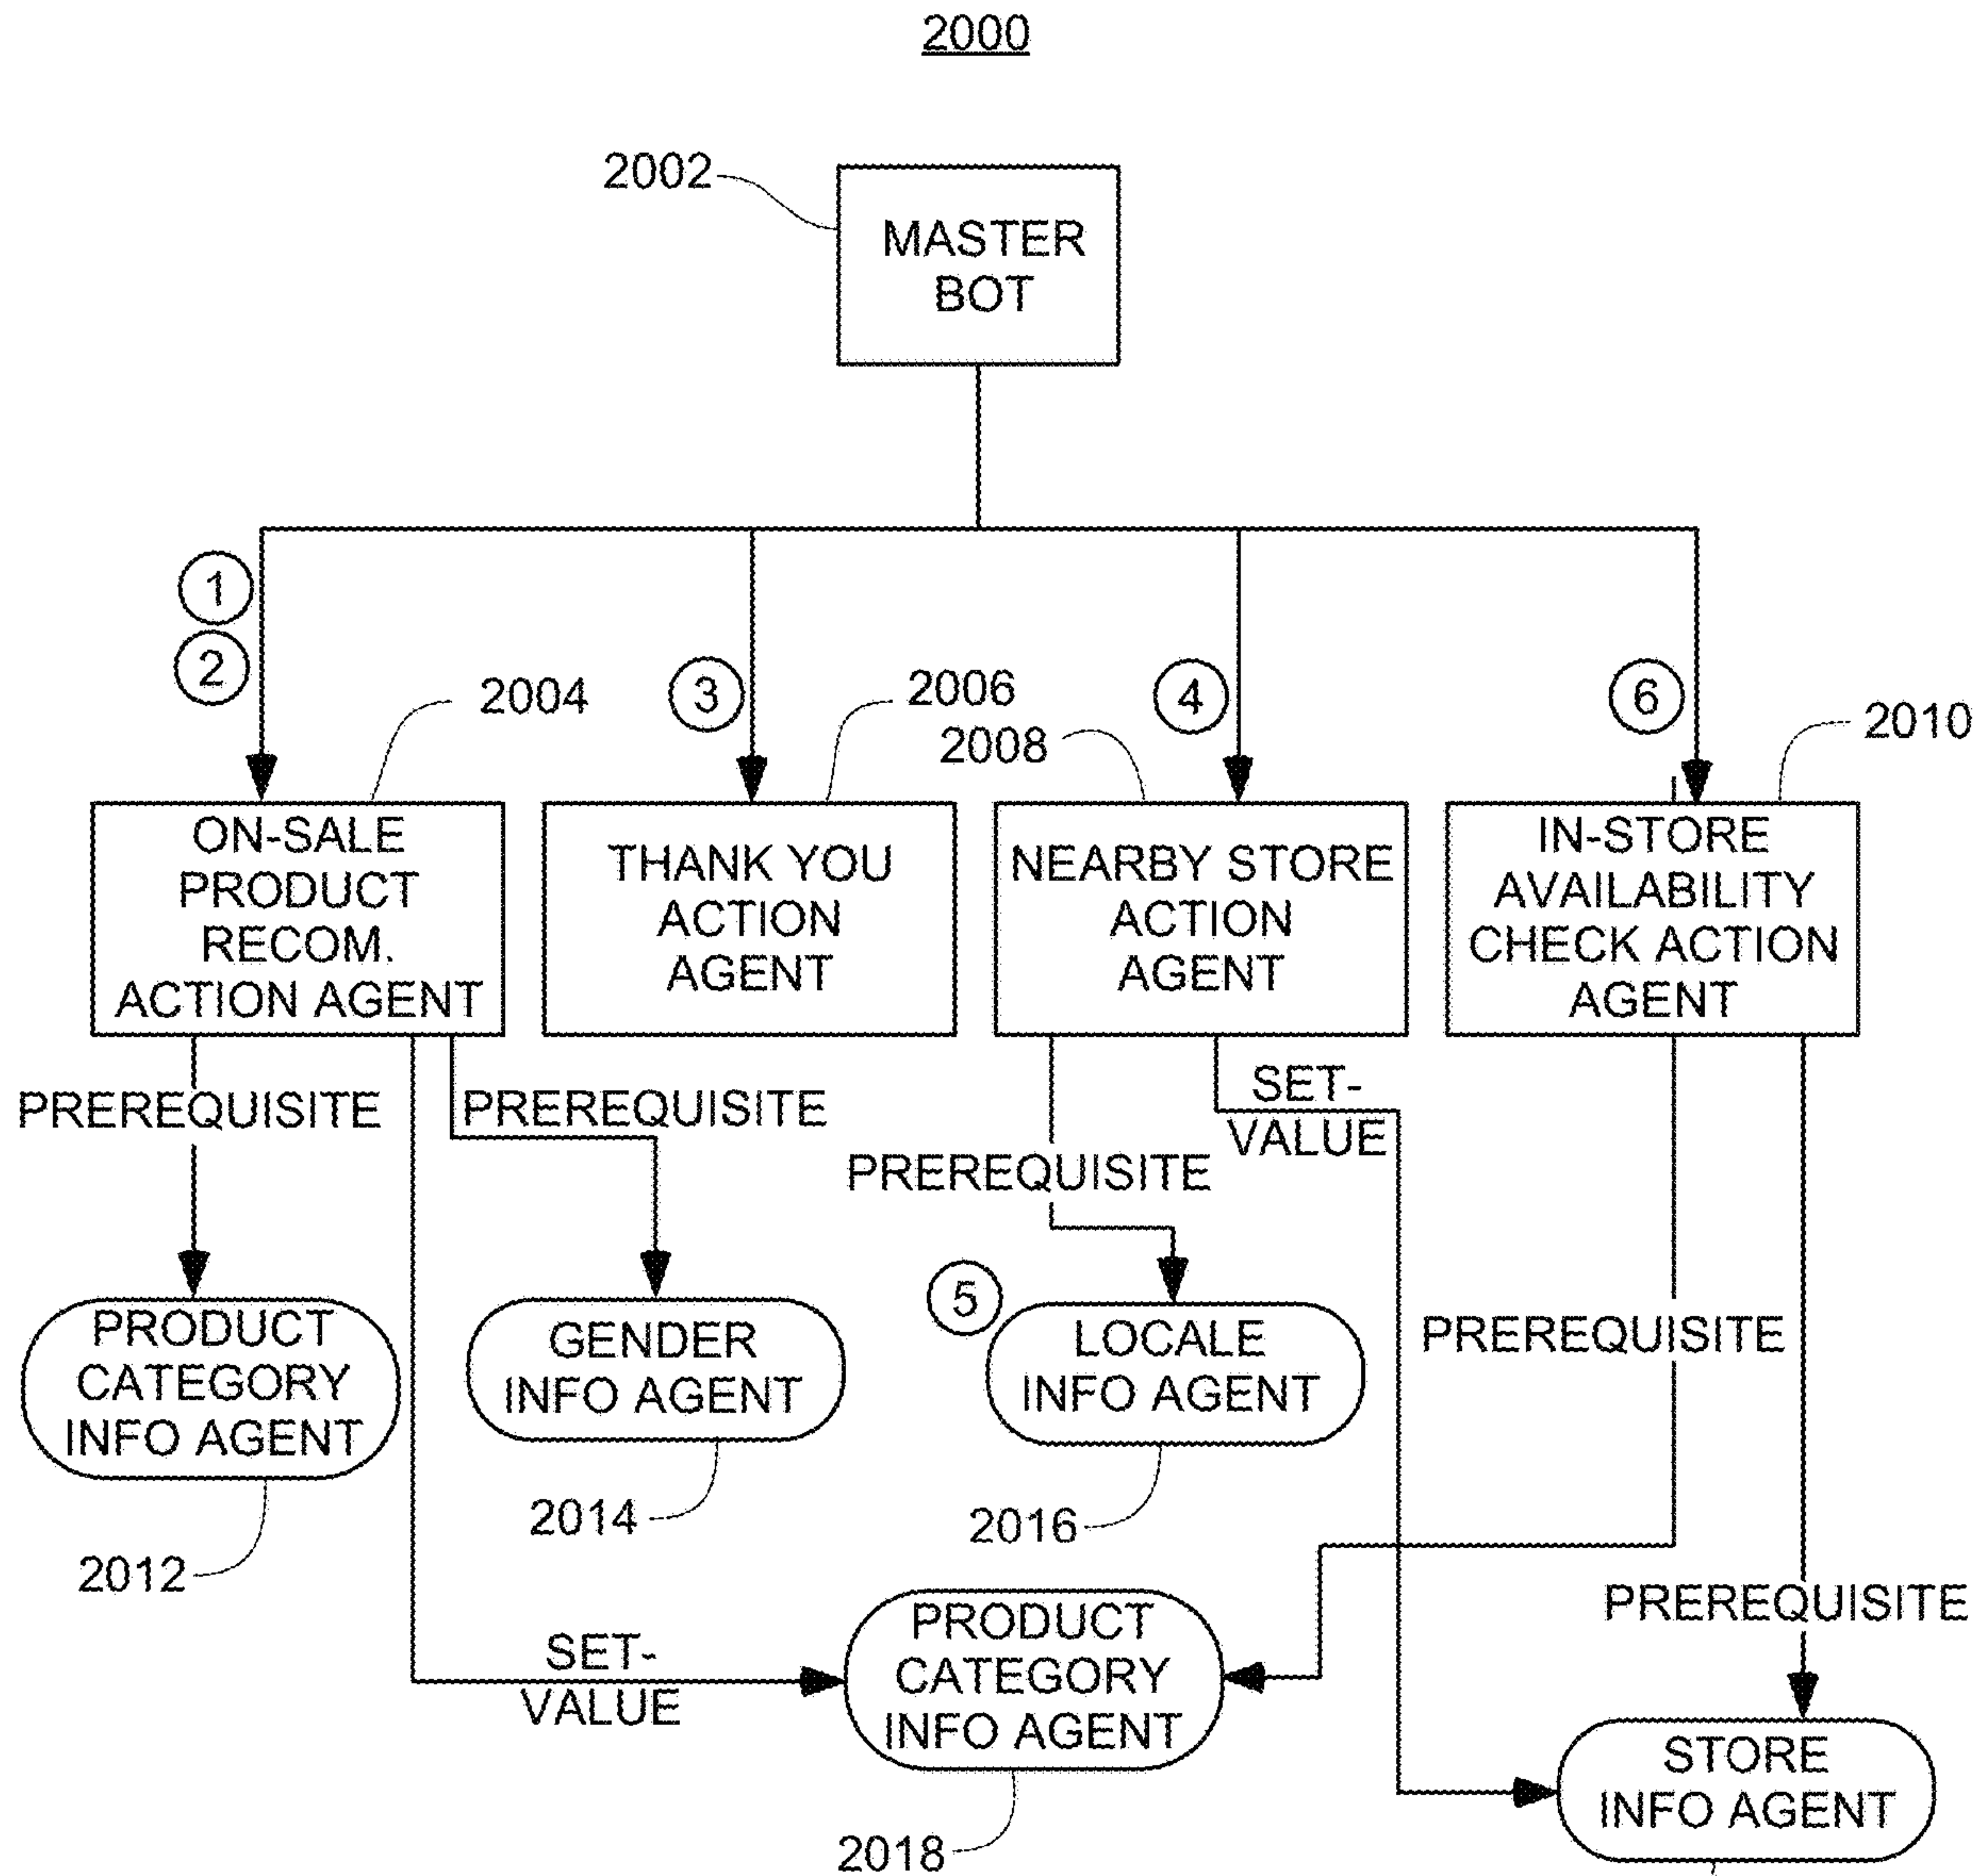 2000
2002
MASTER
BOT
1
2
3
4
6
2004
2006
2008
2010
ON-SALE
PRODUCT
RECOM.
ACTION AGENT
THANK YOU
ACTION
AGENT
NEARBY STORE
ACTION
AGENT
IN-STORE
AVAILABILITY
CHECK ACTION
AGENT
PREREQUISITE
PREREQUISITE
PREREQUISITE
SET-
VALUE
PREREQUISITE
PREREQUISITE
PRODUCT
CATEGORY
INFO AGENT
2012
GENDER
INFO AGENT
2014
5
LOCALE
INFO AGENT
2016
SET-
VALUE
PRODUCT
CATEGORY
INFO AGENT
2018
STORE
INFO AGENT